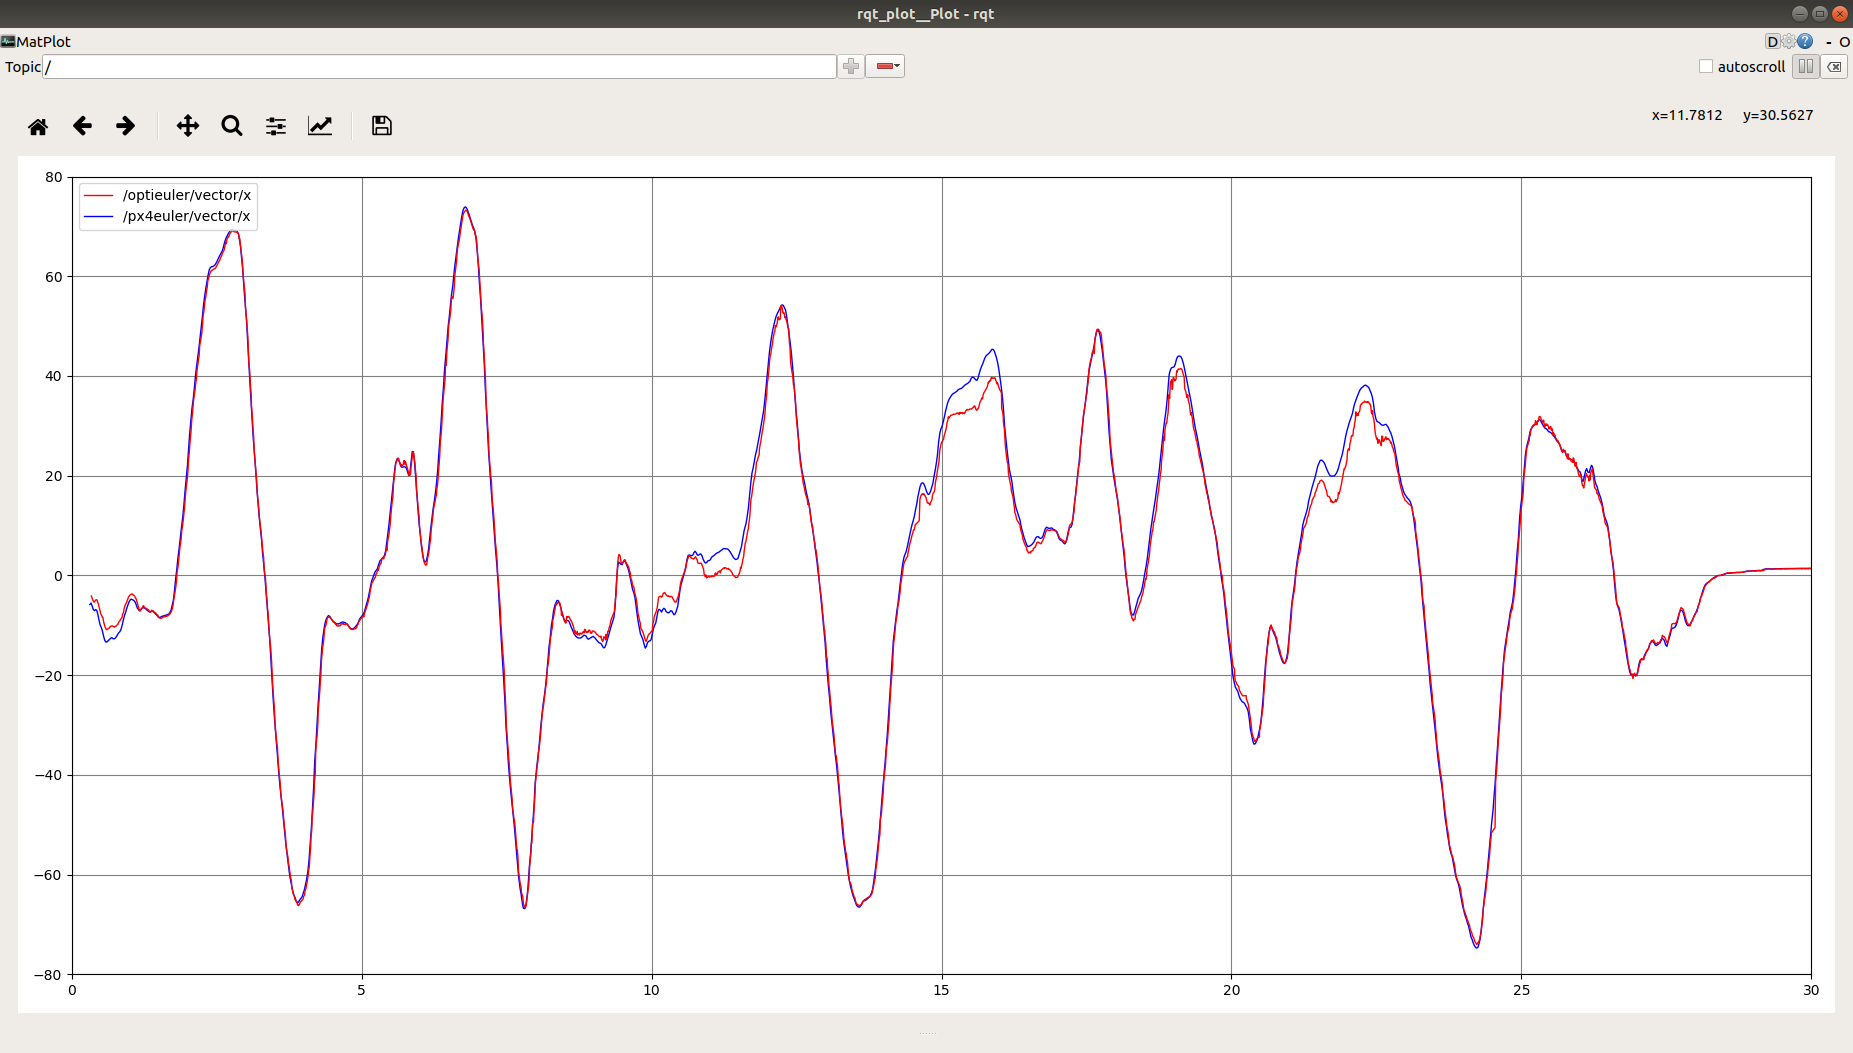 rqt_plot__Plot - rqt
MatPlot
D ? - O
Topic /
autoscroll
x=11.7812 y=30.5627
/optieuler/vector/x
/px4euler/vector/x
80
60
40
20
0
−20
−40
−60
−80
0 5 10 15 20 25 30